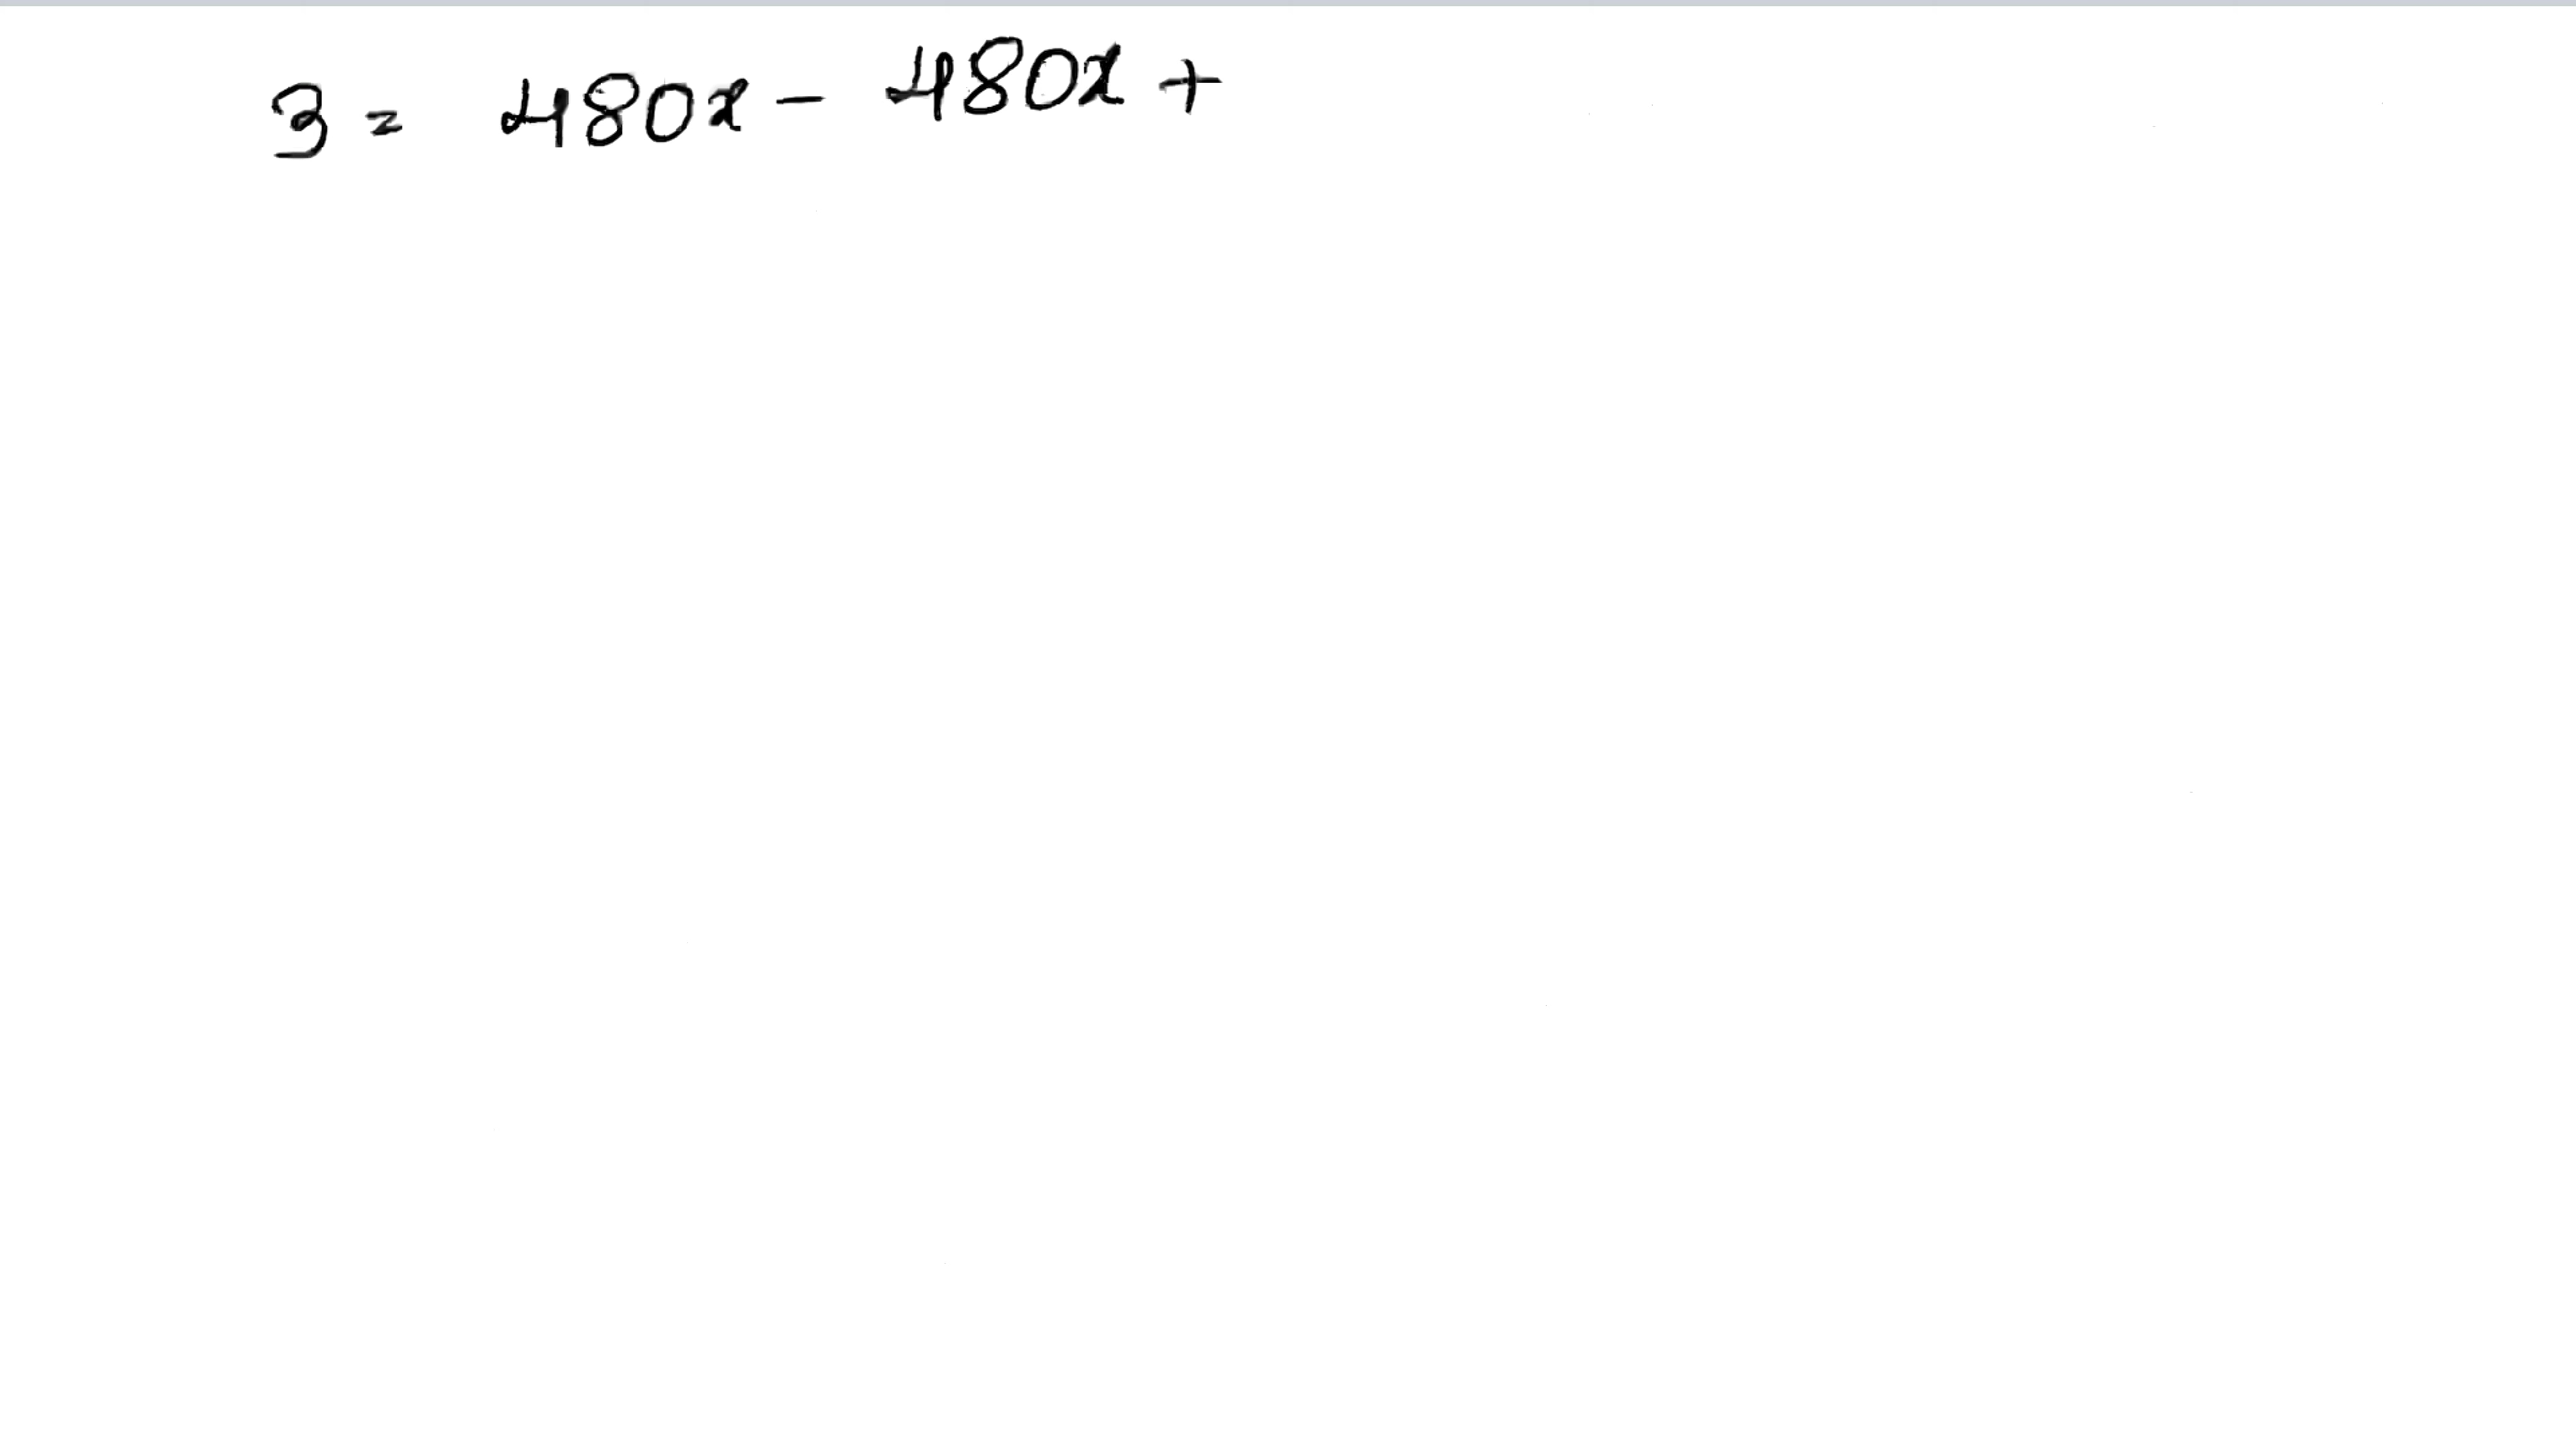 3 = 480x - 480x +